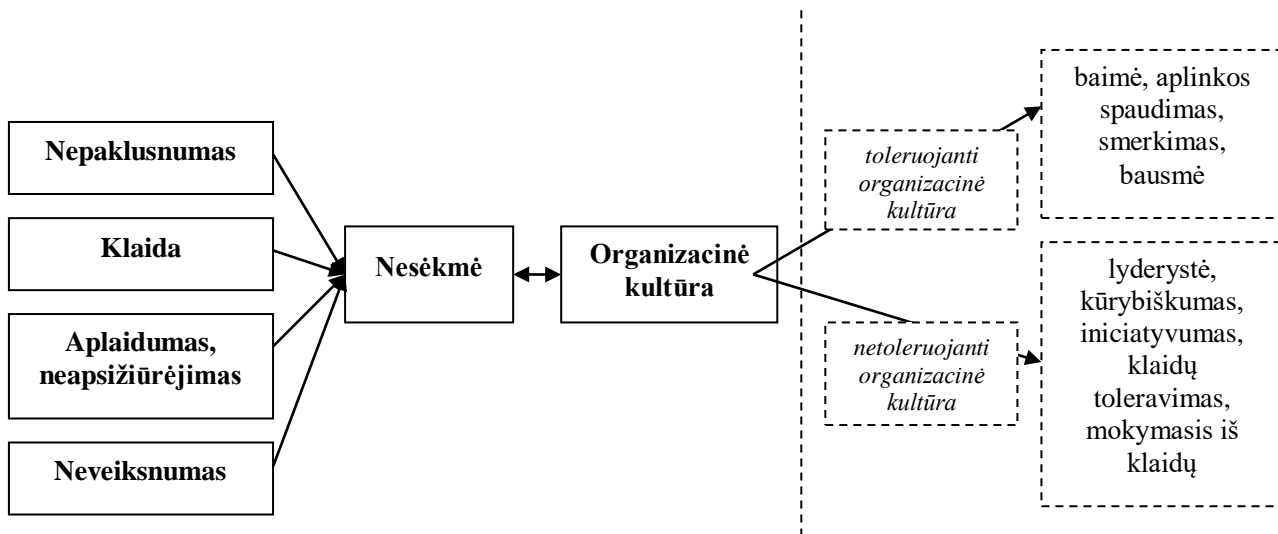 Nepaklusnumas
Klaida
Aplaidumas,
neapsižiūrėjimas
Neveiksnumas
Nesėkmė
Organizacinė
kultūra
toleruojanti
organizacinė
kultūra
netoleruojanti
organizacinė
kultūra
baimė, aplinkos
spaudimas,
smerkimas,
bausmė
lyderystė,
kūrybiškumas,
iniciatyvumas,
klaidų
toleravimas,
mokymasis iš
klaidų